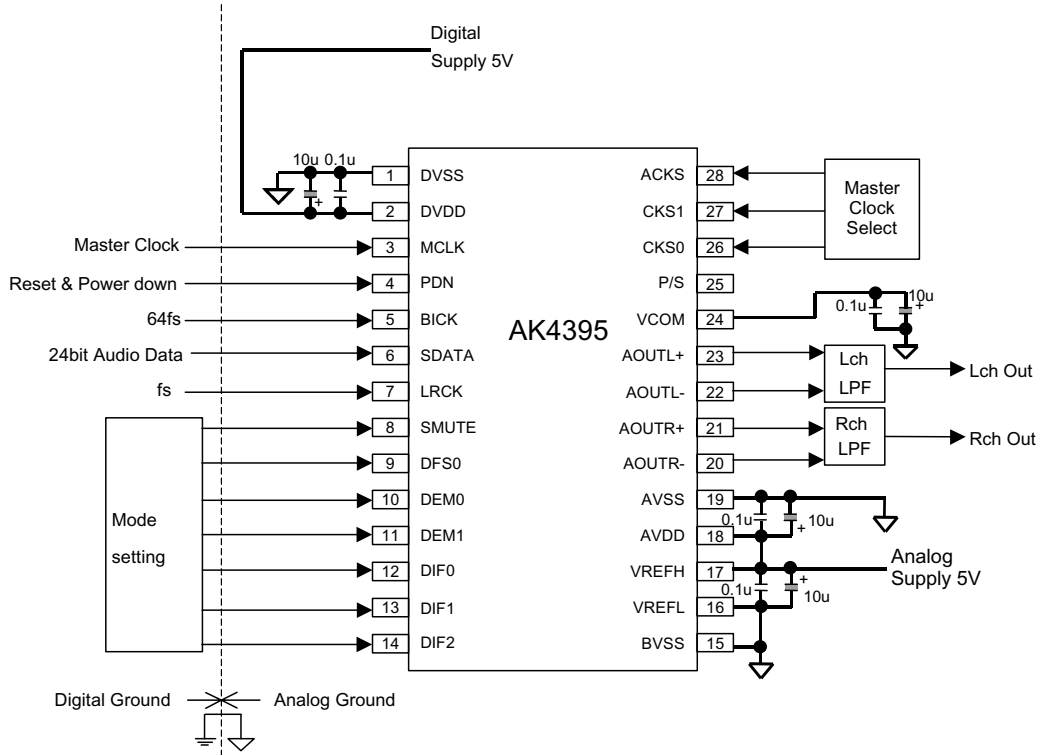 Digital
Supply 5V
10u 0.1u
+
1 DVSS
2 DVDD
3 MCLK
4 PDN
5 BICK
6 SDATA
7 LRCK
8 SMUTE
9 DFS0
10 DEM0
11 DEM1
12 DIF0
13 DIF1
14 DIF2
Master Clock
Reset & Power down
64fs
24bit Audio Data
fs
Mode
setting
AK4395
ACKS 28
CKS1 27
CKS0 26
P/S 25
VCOM 24
AOUTL+ 23
AOUTL- 22
AOUTR+ 21
AOUTR- 20
AVSS 19
AVDD 18
VREFH 17
VREFL 16
BVSS 15
Master
Clock
Select
0.1u
10u
+
Lch
LPF
Lch Out
Rch
LPF
Rch Out
0.1u
+ 10u
Analog
Supply 5V
0.1u
+
10u
Digital Ground
Analog Ground